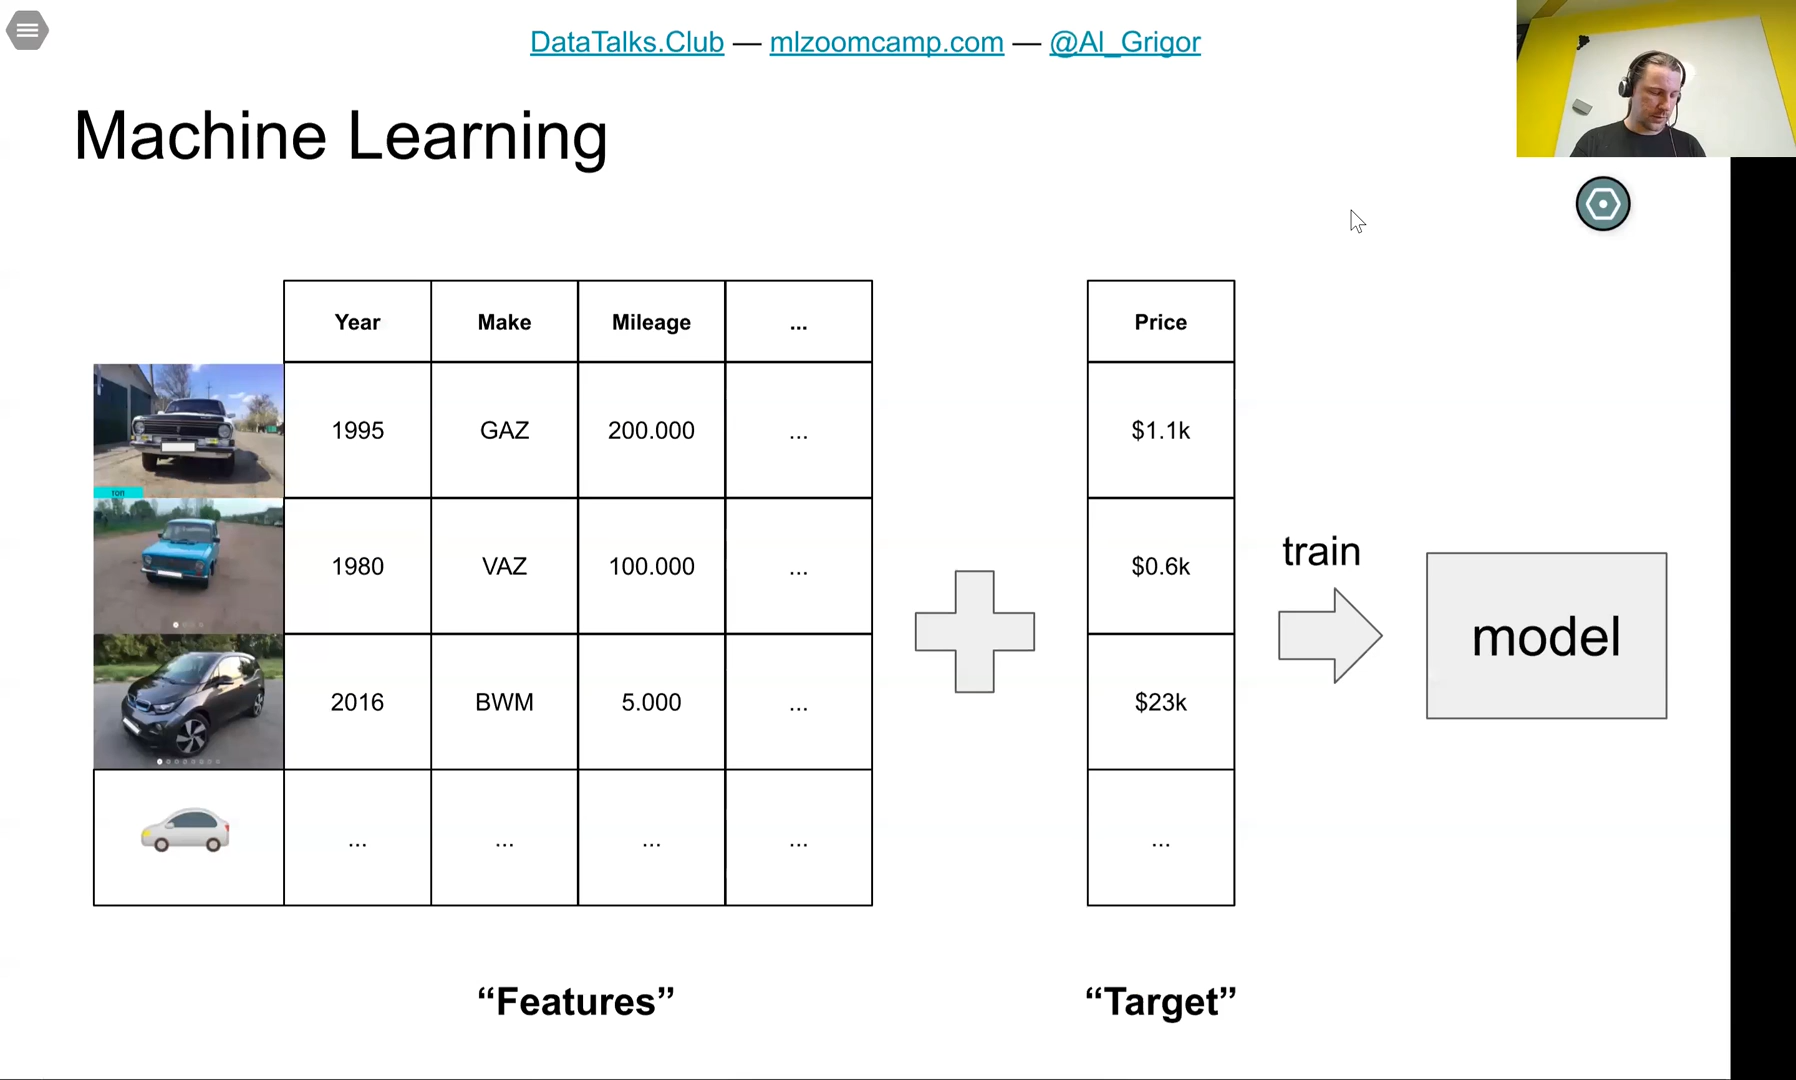 DataTalks.Club — mlzoomcamp.com — @Al_Grigor
Machine Learning
Year Make Mileage ... Price
1995 GAZ 200.000 ... $1.1k
ron
1980 VAZ 100.000 ... $0.6k
train
model
2016 BWM 5.000 ... $23k
... ... ... ... ...
“Features” “Target”